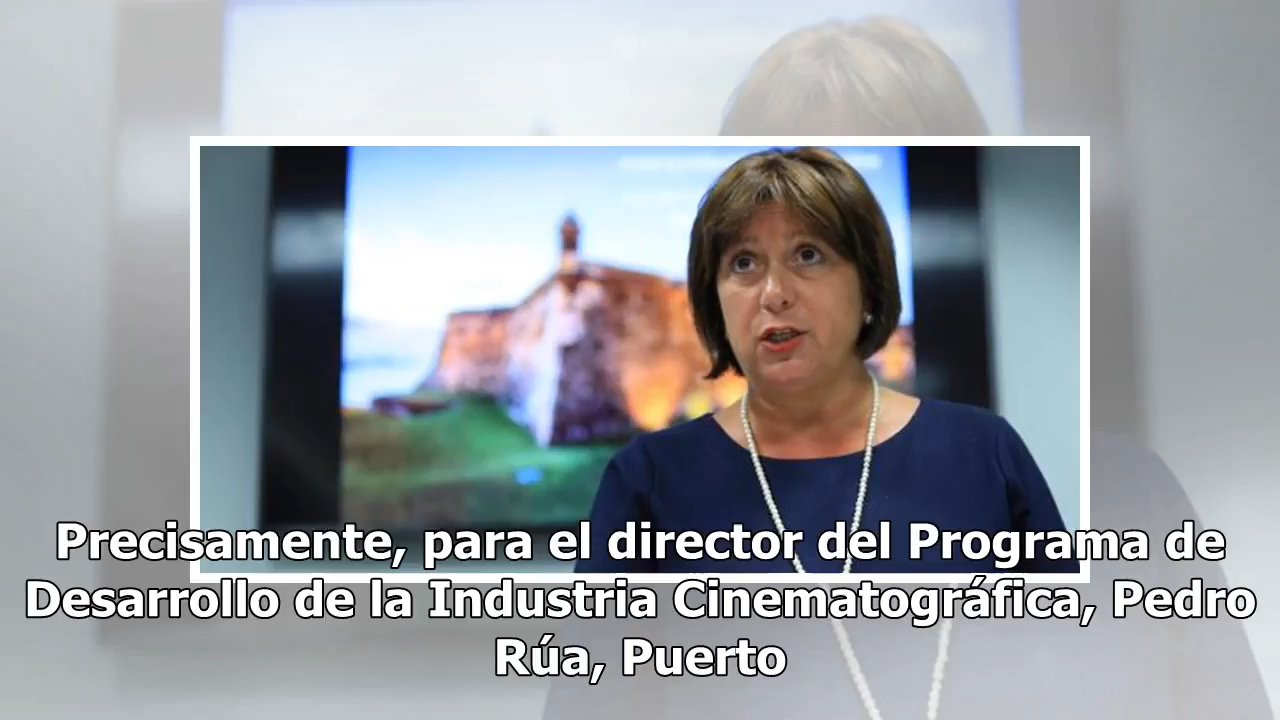 Precisamente, para el director del Programa de
Desarrollo de la Industria Cinematográfica, Pedro
Rúa, Puerto